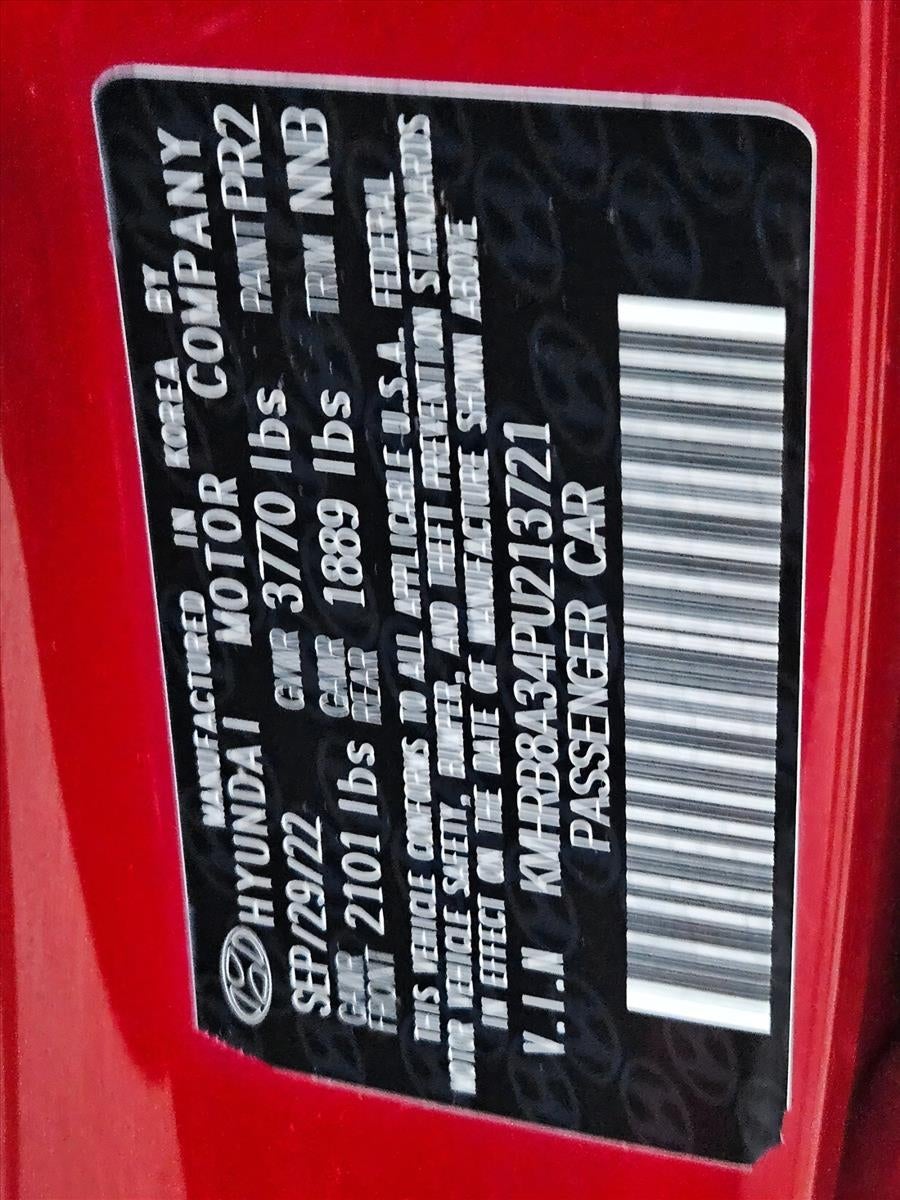 MANUFACTURED IN KOREA BY
HYUNDAI MOTOR COMPANY
SEP/29/22 GVWR 3770 lbs PAINT PR2
GAWR FRONT 2101 lbs GAWR REAR 1889 lbs TRIM NNB
THIS VEHICLE CONFORMS TO ALL APPLICABLE U.S.A. FEDERAL
MOTOR VEHICLE SAFETY, BUMPER, AND THEFT PREVENTION STANDARDS
IN EFFECT ON THE DATE OF MANUFACTURE SHOWN ABOVE
V.I.N KMHRB8A34PU213721
PASSENGER CAR